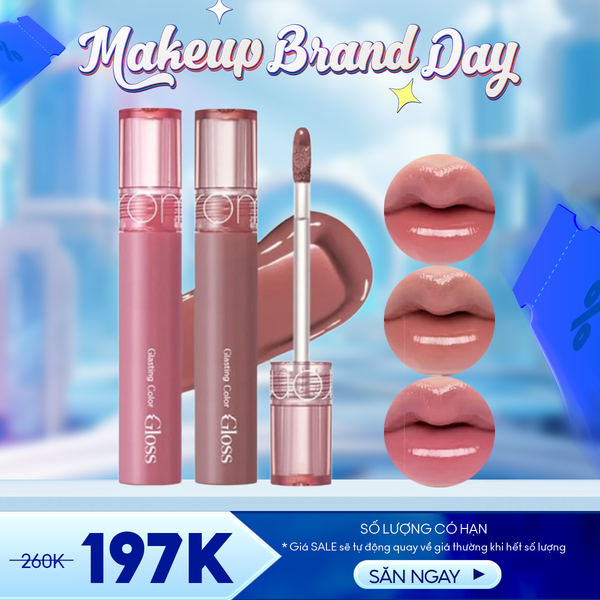 Makeup Brand Day
Glasting Color Gloss
Glasting Color Gloss
260K 197K
SỐ LƯỢNG CÓ HẠN
* Giá SALE sẽ tự động quay về giá thường khi hết số lượng
SĂN NGAY
%
%